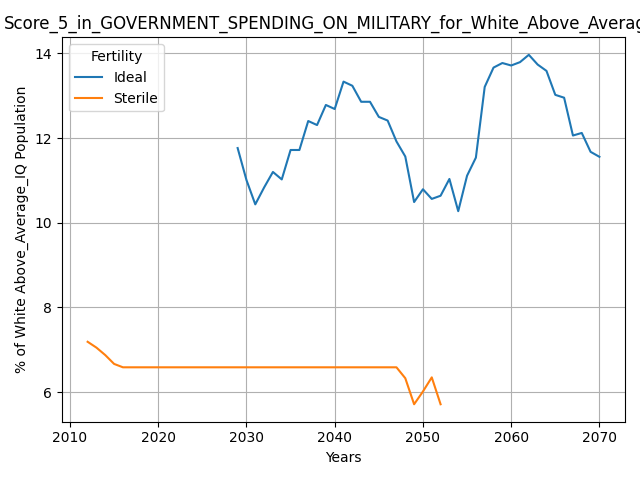 Score_5_in_GOVERNMENT_SPENDING_ON_MILITARY_for_White_Above_Averag
Fertility
Ideal
Sterile
% of White Above_Average_IQ Population
14
12
10
8
6
2010 2020 2030 2040 2050 2060 2070
Years